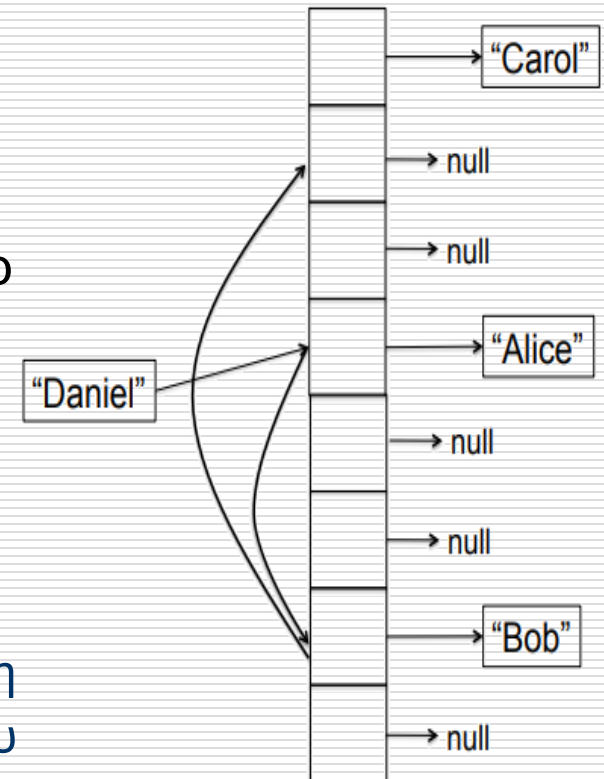 “Carol”
null
null
“Alice”
“Daniel”
null
null
“Bob”
null